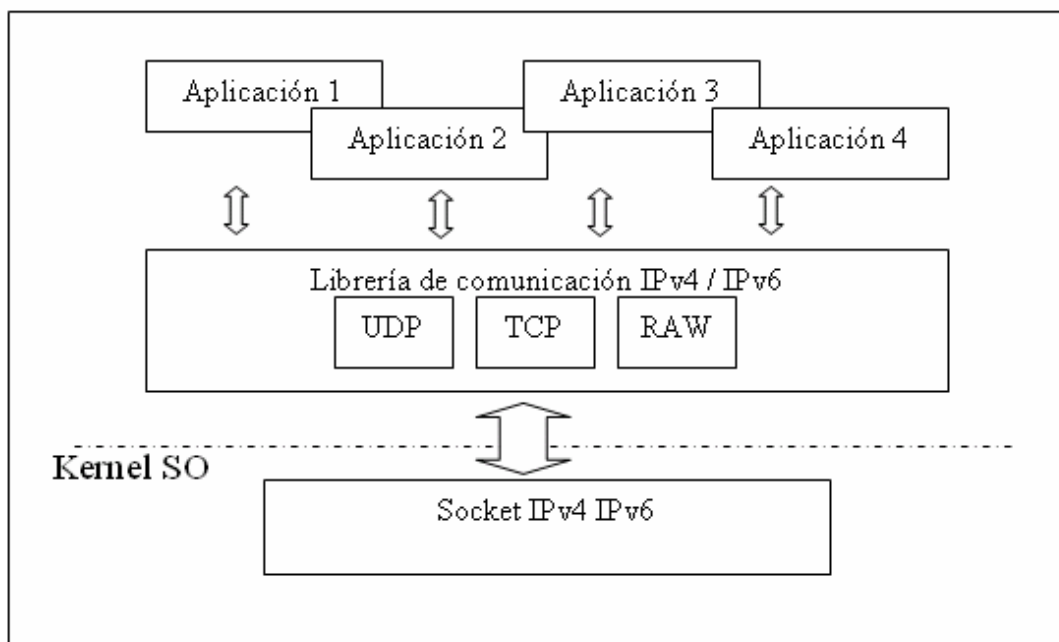 Aplicación 1
Aplicación 2
Aplicación 3
Aplicación 4
Librería de comunicación IPv4 / IPv6
UDP
TCP
RAW
Kernel SO
Socket IPv4 IPv6